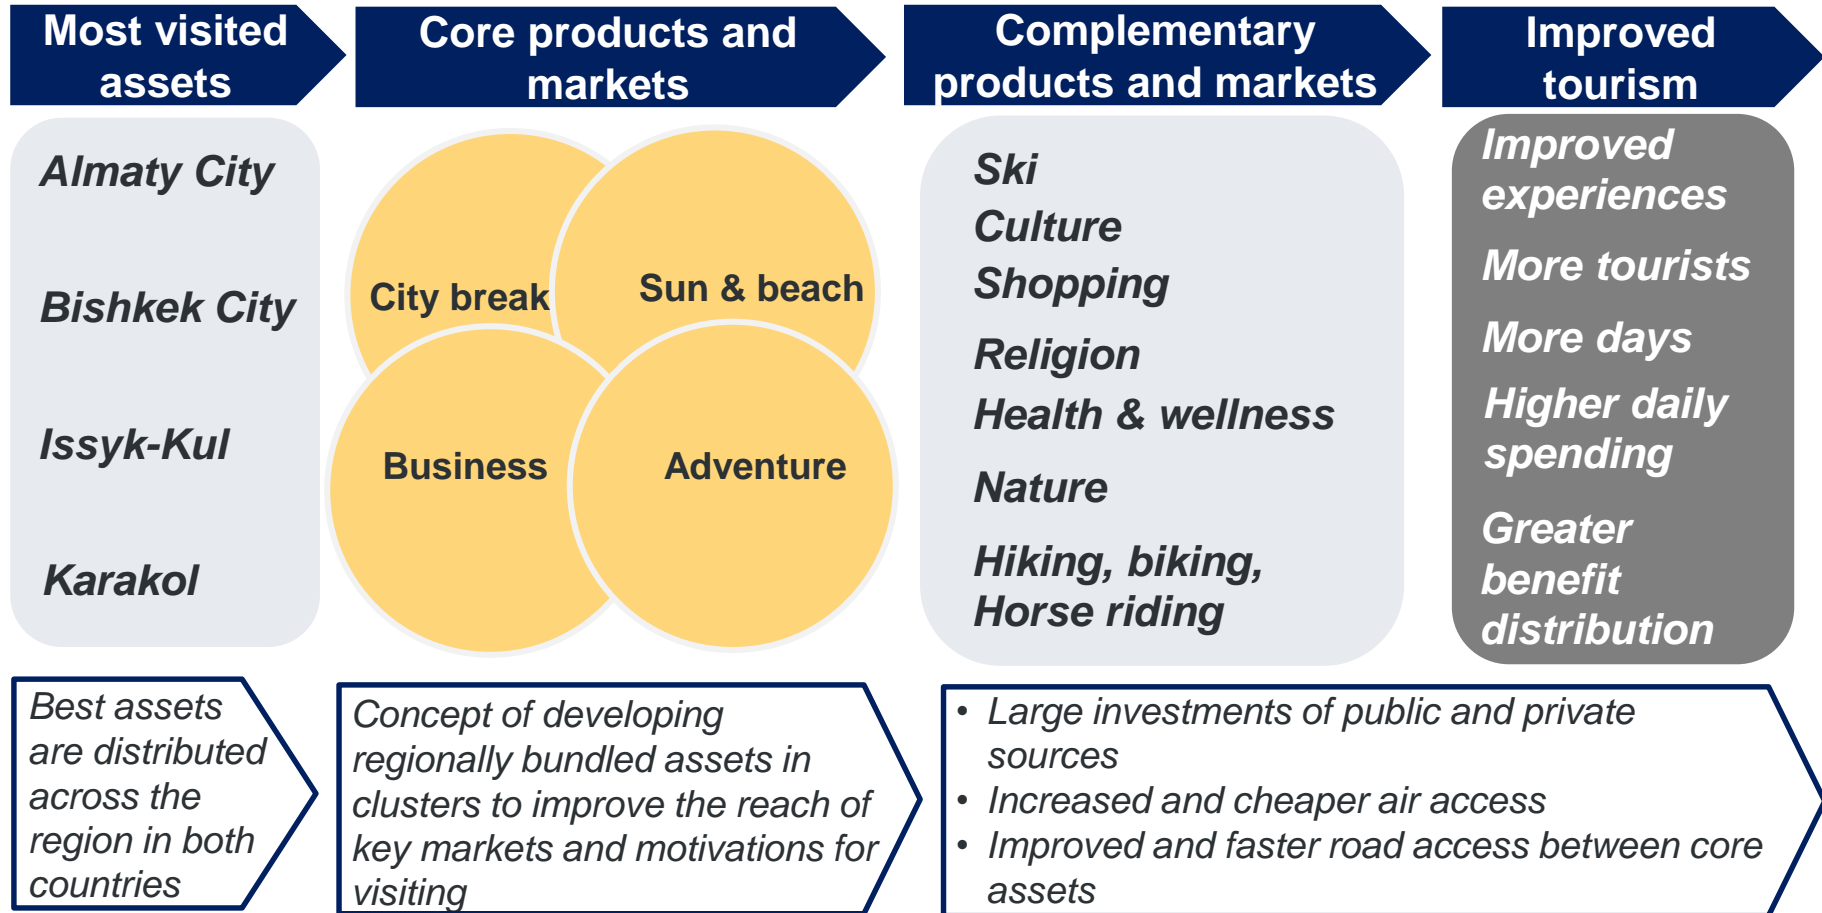 Most visited
assets
Core products and
markets
Complementary
products and markets
Improved
tourism
Almaty City
Bishkek City
Issyk-Kul
Karakol
City break
Sun & beach
Business
Adventure
Ski
Culture
Shopping
Religion
Health & wellness
Nature
Hiking, biking,
Horse riding
Improved
experiences
More tourists
More days
Higher daily
spending
Greater
benefit
distribution
Best assets
are distributed
across the
region in both
countries
Concept of developing
regionally bundled assets in
clusters to improve the reach of
key markets and motivations for
visiting
• Large investments of public and private
sources
• Increased and cheaper air access
• Improved and faster road access between core
assets